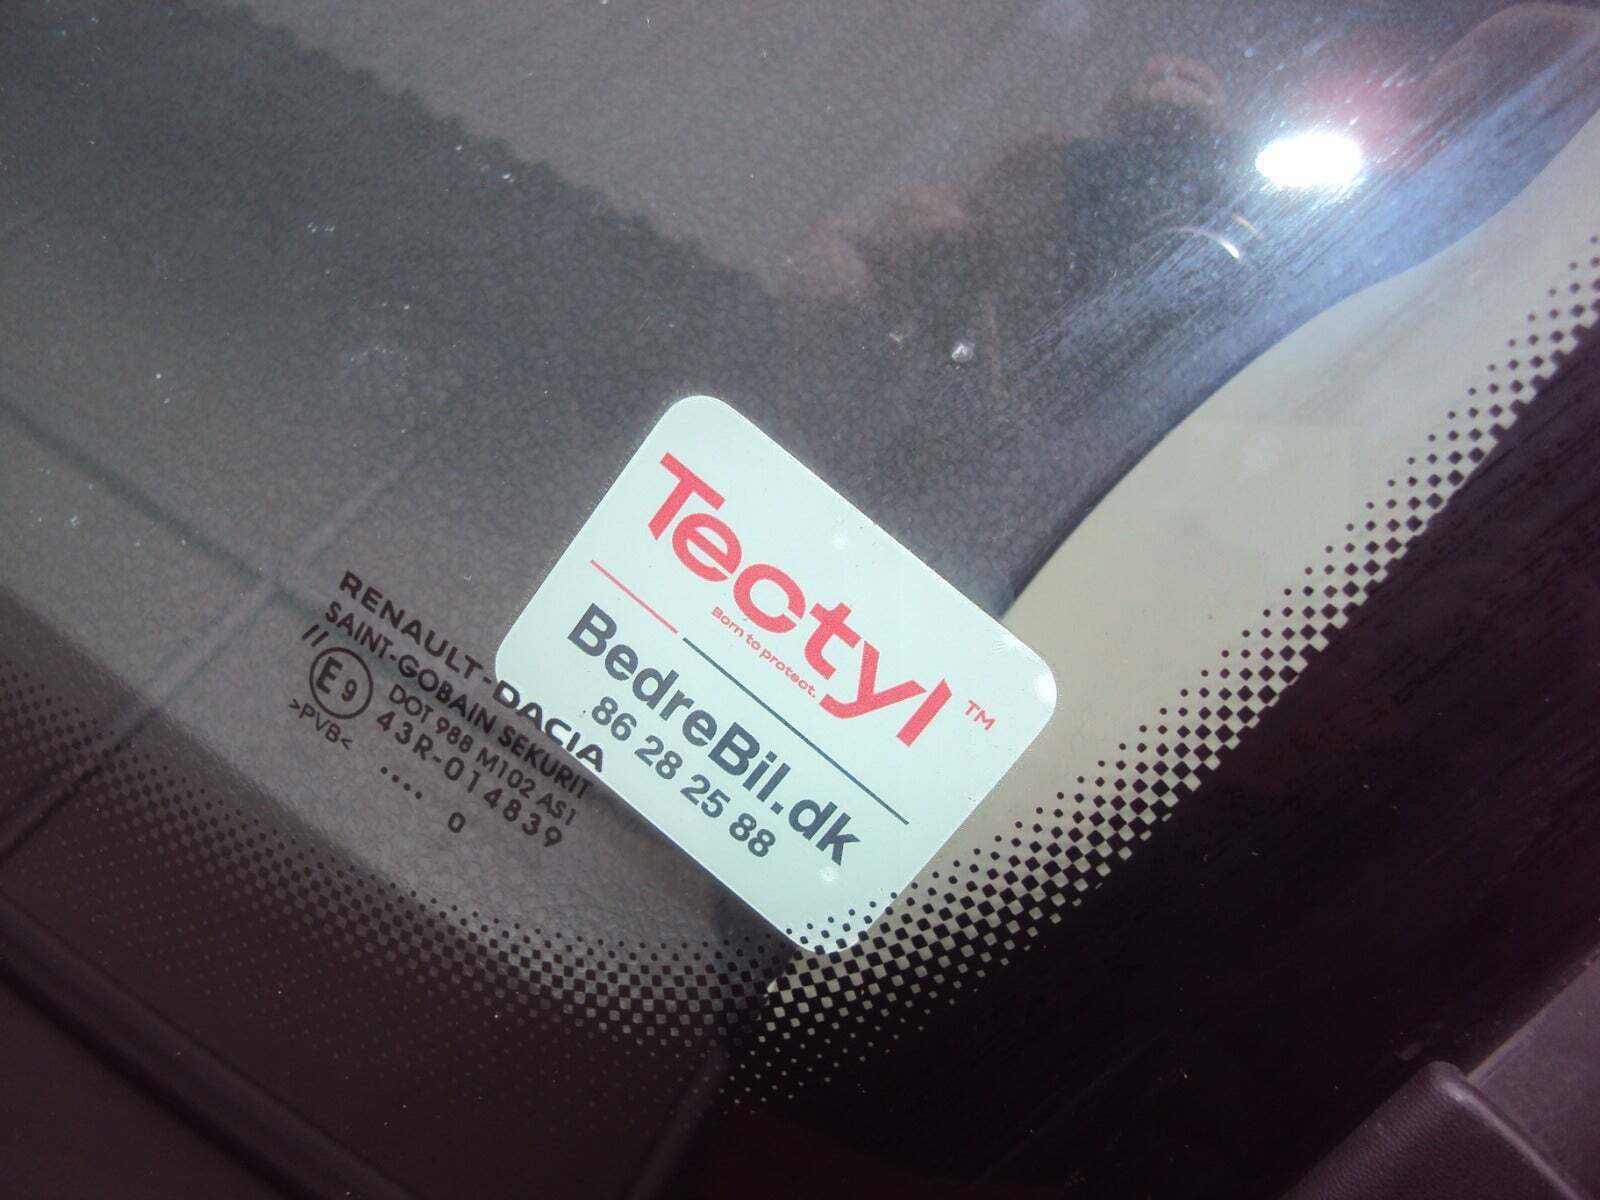 Tectyl™
Born to protect.
BedreBil.dk
86 28 25 88
RENAULT-DACIA
SAINT-GOBAIN SEKURIT
//
E9
DOT 988 M102 AS1
43R-014839
>PVB<
....
0